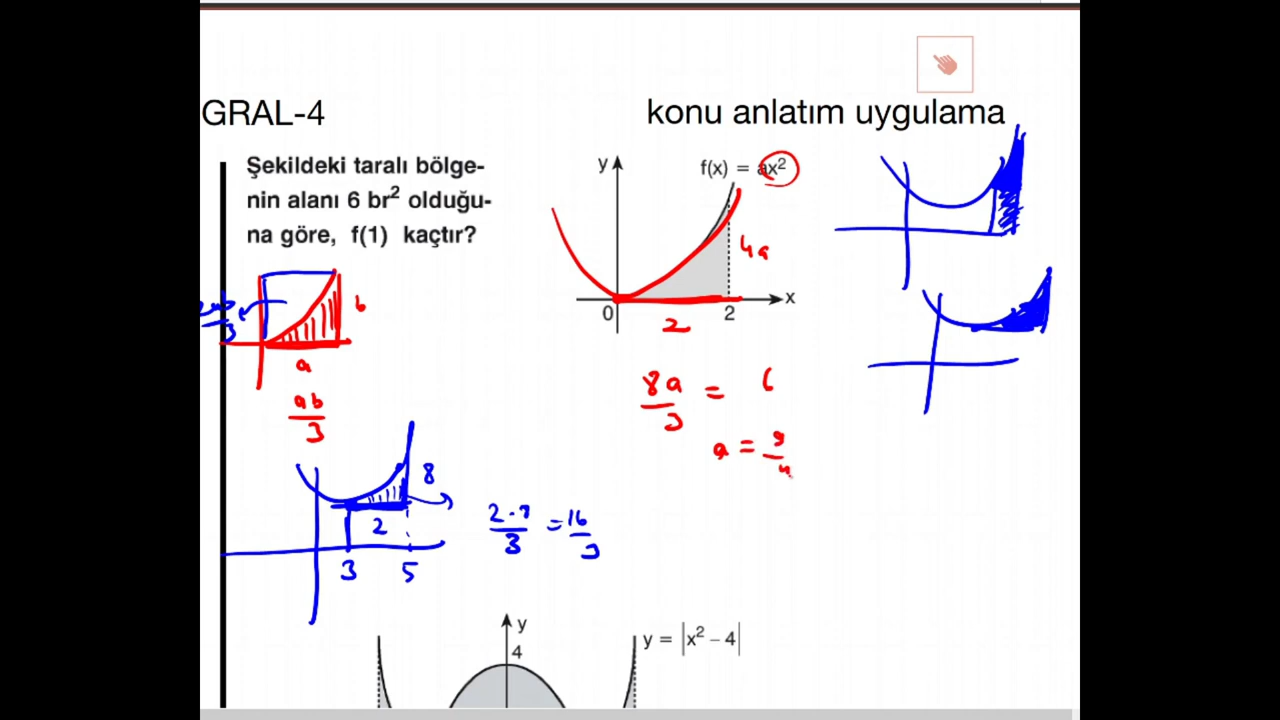 GRAL-4
konu anlatım uygulama
Şekildeki taralı bölge-
nin alanı 6 br² olduğu-
na göre, f(1) kaçtır?
y
f(x) = ax²
4a
x
0
2
2
b
3
a
ab/3
8a/3 = 6
a = 9/4
8
2
3
5
2·8/3 = 16/3
y
4
y = |x² – 4|